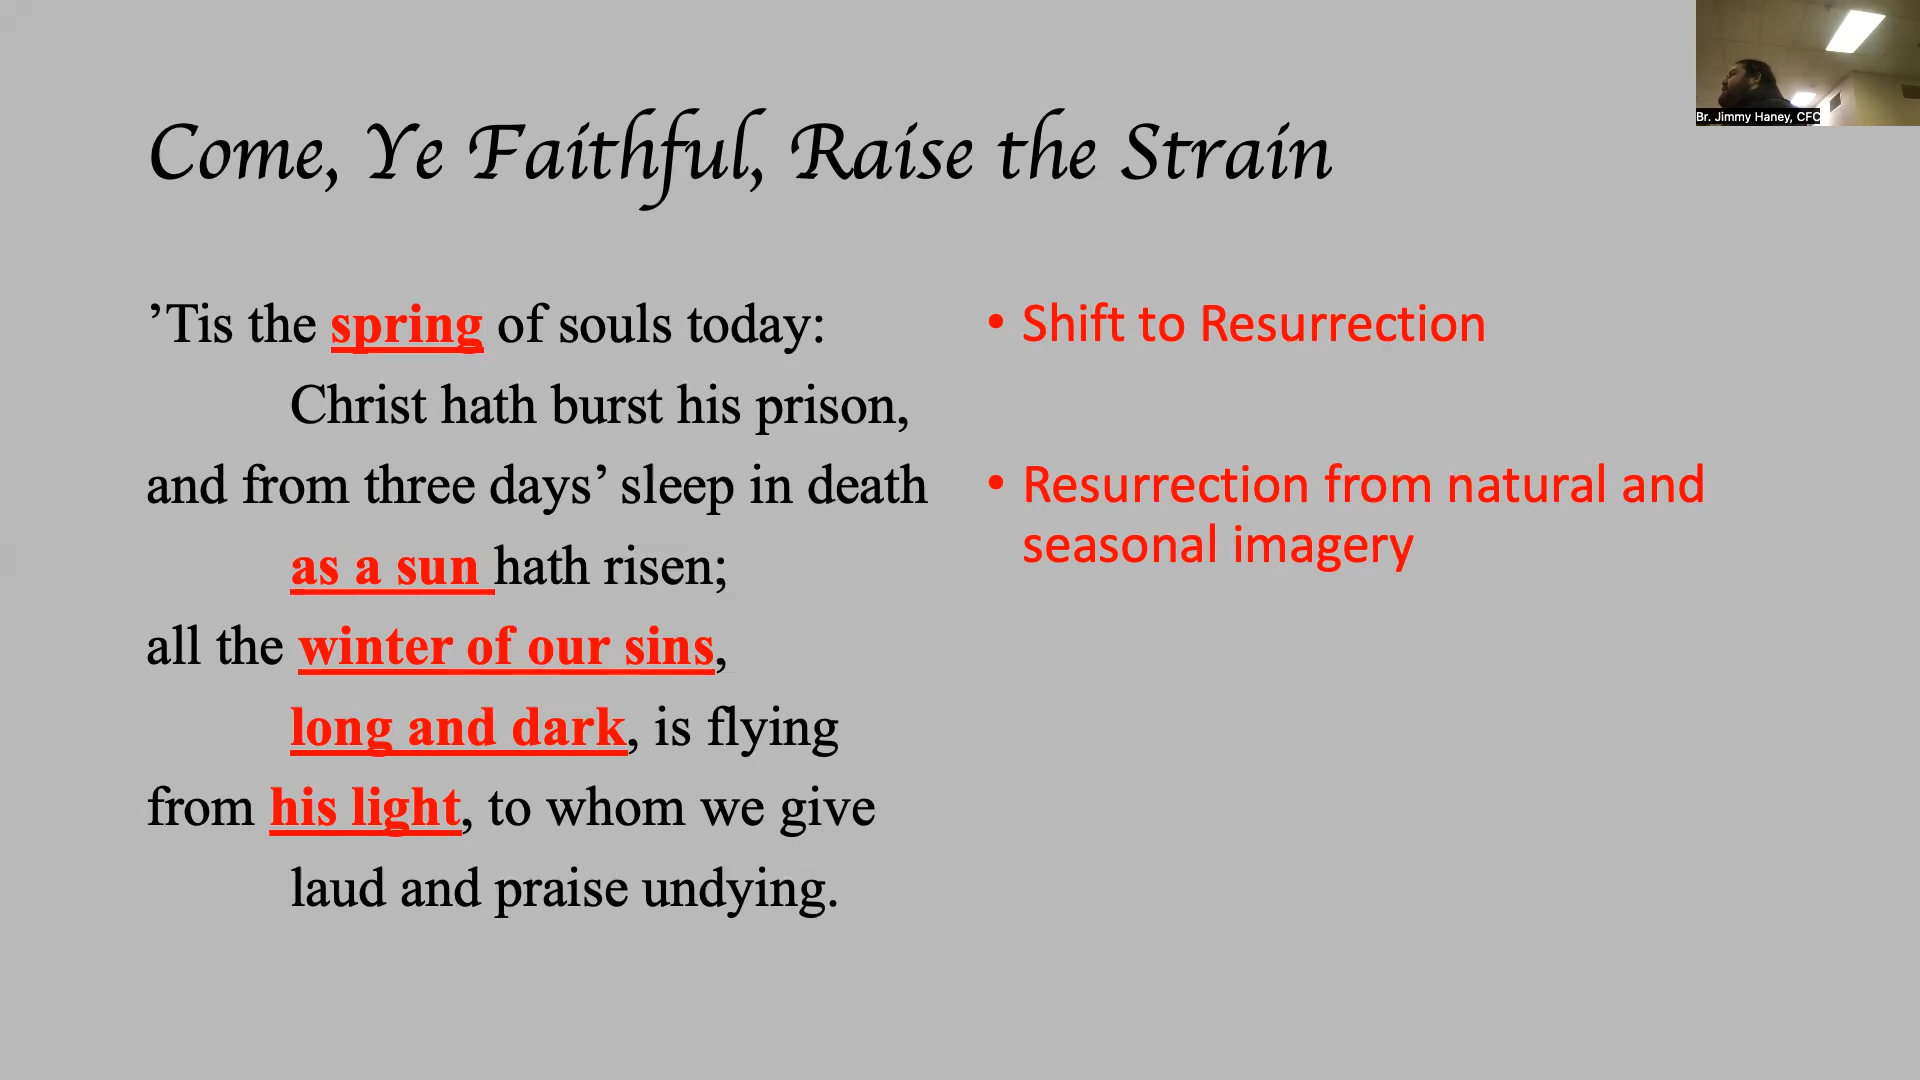 Br. Jimmy Haney, CFC
Come, Ye Faithful, Raise the Strain
’Tis the spring of souls today:
Christ hath burst his prison,
and from three days’ sleep in death
as a sun hath risen;
all the winter of our sins,
long and dark, is flying
from his light, to whom we give
laud and praise undying.
• Shift to Resurrection
• Resurrection from natural and
seasonal imagery